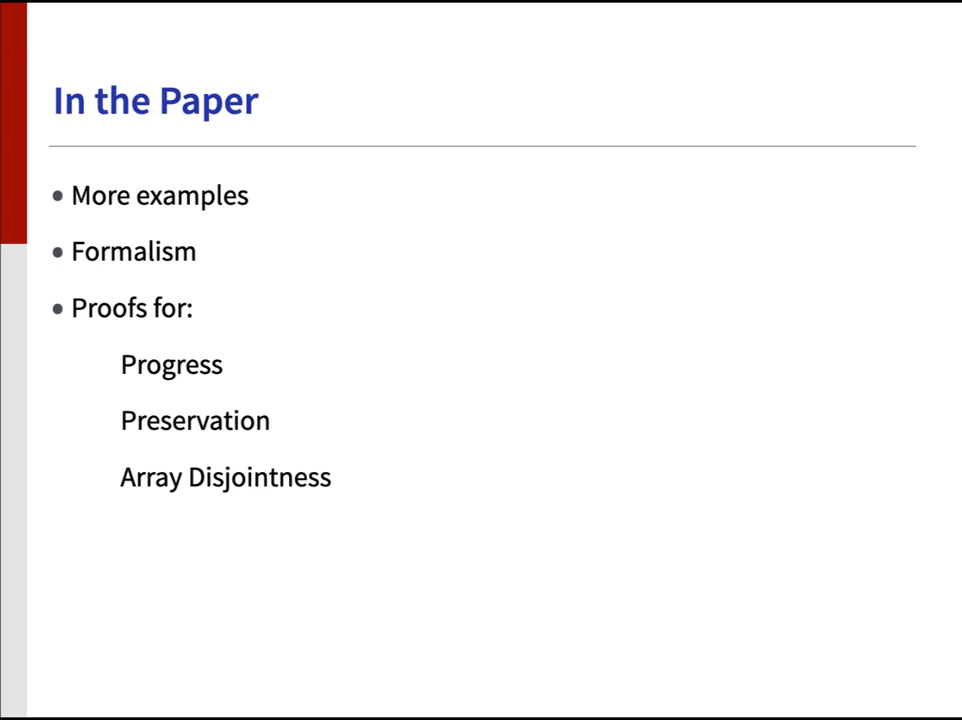 In the Paper
• More examples
• Formalism
• Proofs for:
Progress
Preservation
Array Disjointness